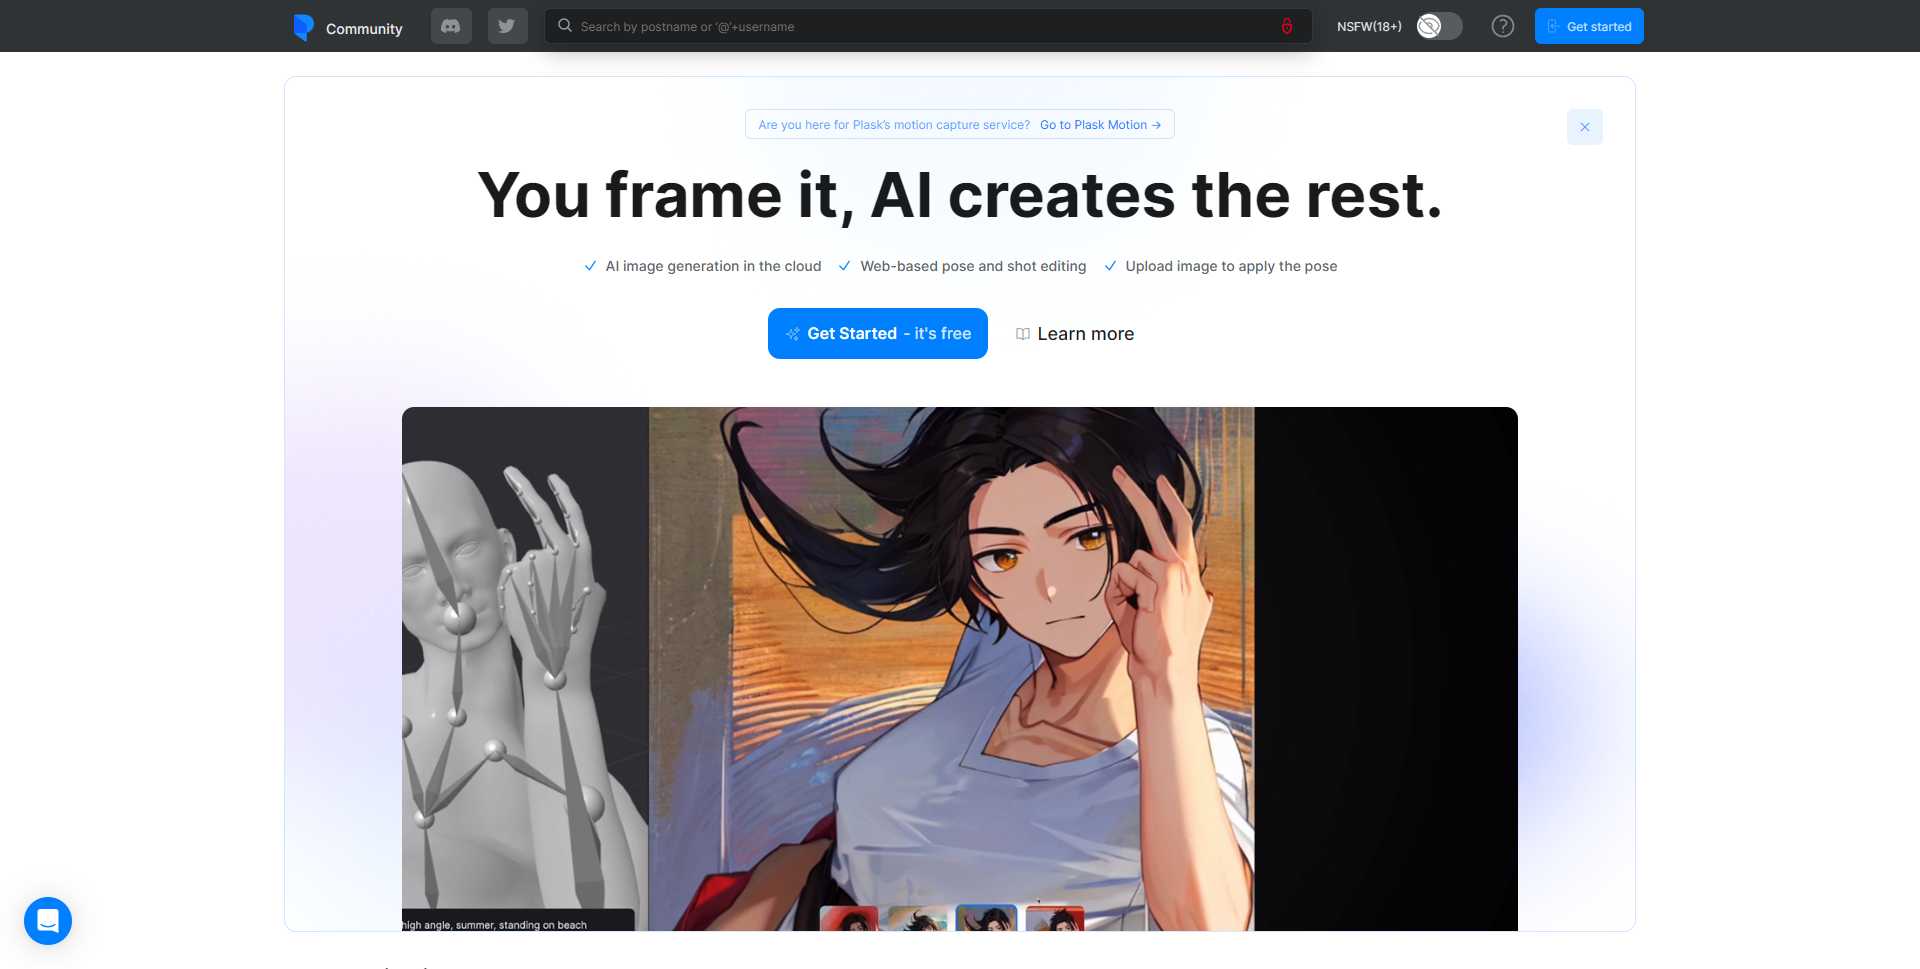 Community
Search by postname or '@'+username
NSFW(18+)
Get started
Are you here for Plask's motion capture service? Go to Plask Motion →
You frame it, AI creates the rest.
AI image generation in the cloud
Web-based pose and shot editing
Upload image to apply the pose
Get Started - it's free
Learn more
high angle, summer, standing on beach